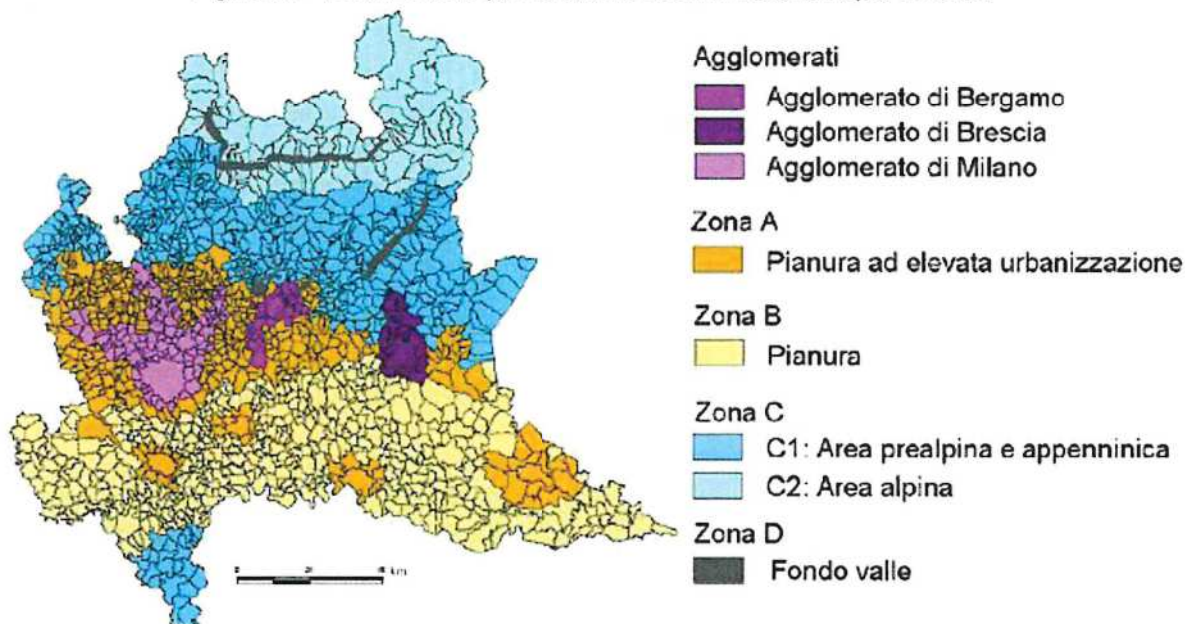 Agglomerati
Agglomerato di Bergamo
Agglomerato di Brescia
Agglomerato di Milano
Zona A
Pianura ad elevata urbanizzazione
Zona B
Pianura
Zona C
C1: Area prealpina e appenninica
C2: Area alpina
Zona D
Fondo valle
km